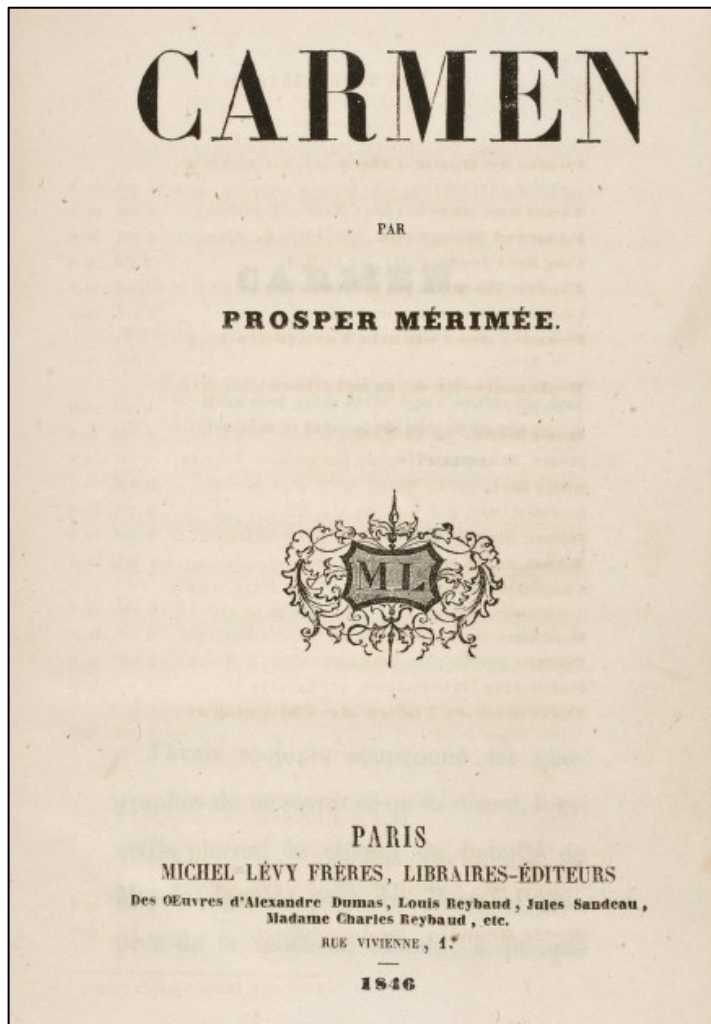 CARMEN
PAR
PROSPER MÉRIMÉE.
ML
PARIS
MICHEL LÉVY FRÈRES, LIBRAIRES-ÉDITEURS
Des Œuvres d'Alexandre Dumas, Louis Reybaud, Jules Sandeau,
Madame Charles Reybaud, etc.
RUE VIVIENNE, 1.
1846